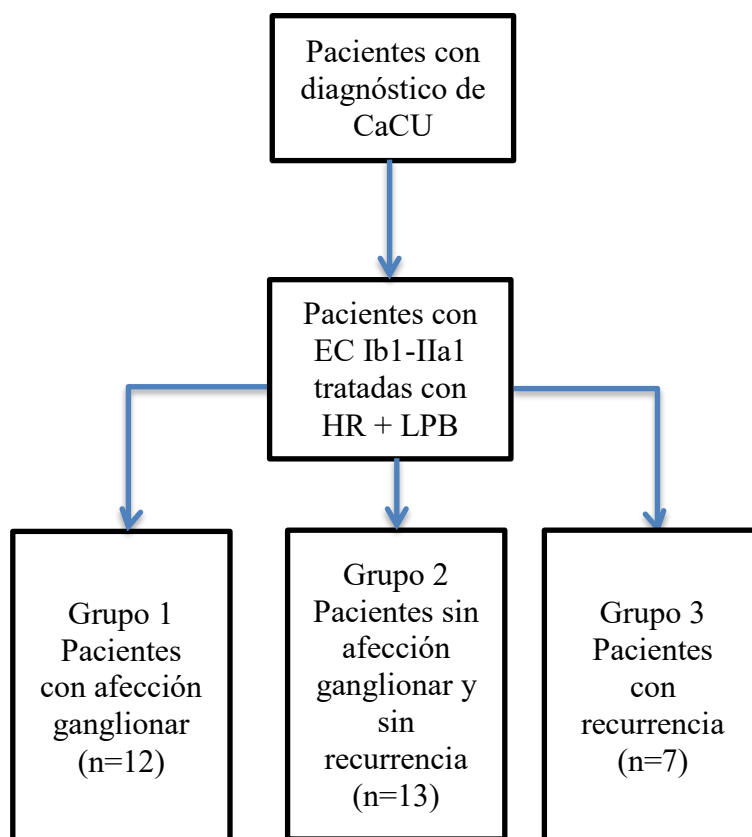 Pacientes con
diagnóstico de
CaCU
Pacientes con
EC Ib1-IIa1
tratadas con
HR + LPB
Grupo 1
Pacientes
con afección
ganglionar
(n=12)
Grupo 2
Pacientes sin
afección
ganglionar y
sin
recurrencia
(n=13)
Grupo 3
Pacientes
con
recurrencia
(n=7)